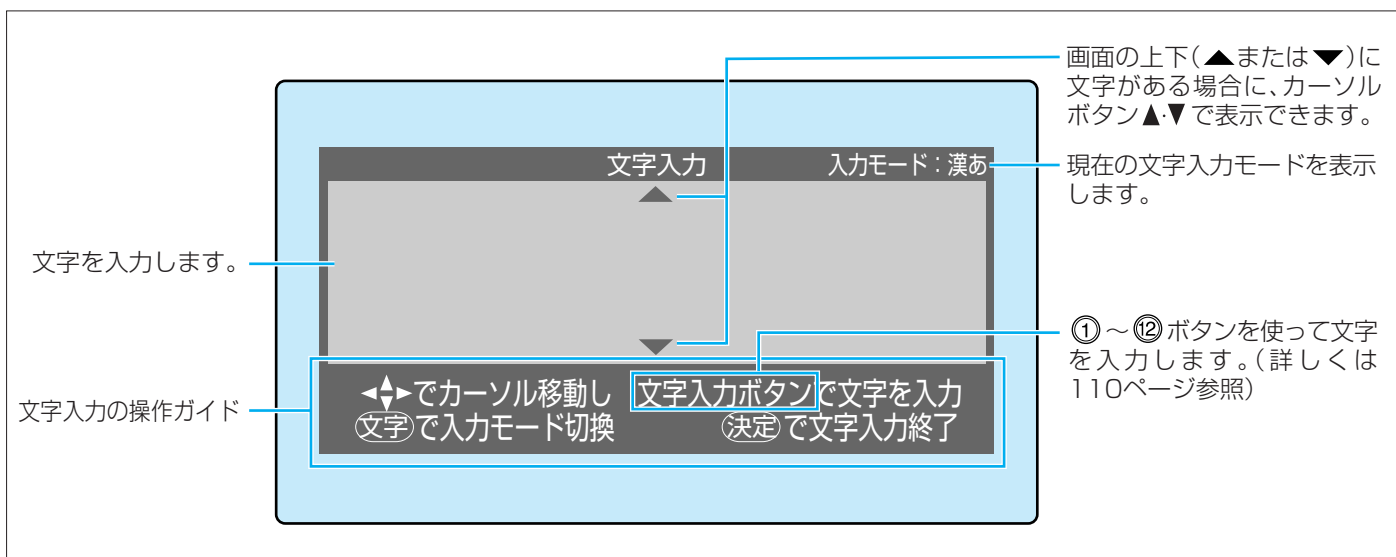 画面の上下(▲または▼)に
文字がある場合に、カーソル
ボタン▲・▼で表示できます。
文字入力 入力モード：漢あ
現在の文字入力モードを表示
します。
文字を入力します。
①～⑫ボタンを使って文字
を入力します。(詳しくは
110ページ参照)
文字入力の操作ガイド
でカーソル移動し 文字入力ボタンで文字を入力
文字で入力モード切換 決定で文字入力終了